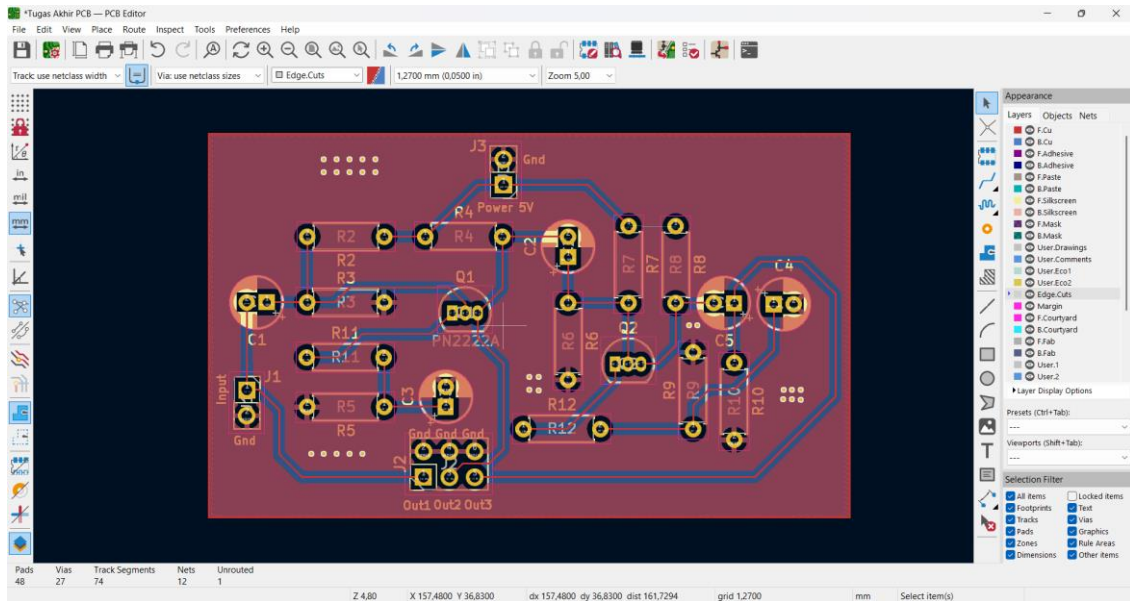 *Tugas Akhir PCB — PCB Editor
File Edit View Place Route Inspect Tools Preferences Help
Track: use netclass width
Via: use netclass sizes
Edge.Cuts
1,2700 mm (0,0500 in)
Zoom 5,00
in
mil
mm
J3
Gnd
Power 5V
R4
R2
R4
R2
C2
R7
R7
R8
R8
R3
R3
Q1
PN2222A
C4
C1
R11
R11
R6
R6
Q2
C5
Input
J1
Gnd
C3
R5
R5
R9
R9
R10
R10
R12
R12
Gnd Gnd Gnd
J2
J2
Out1 Out2 Out3
Appearance
Layers Objects Nets
F.Cu
B.Cu
F.Adhesive
B.Adhesive
F.Paste
B.Paste
F.Silkscreen
B.Silkscreen
F.Mask
B.Mask
User.Drawings
User.Comments
User.Eco1
User.Eco2
Edge.Cuts
Margin
F.Courtyard
B.Courtyard
F.Fab
B.Fab
User.1
User.2
Layer Display Options
Presets (Ctrl+Tab):
---
Viewports (Shift+Tab):
---
Selection Filter
All items Locked items
Footprints Text
Tracks Vias
Pads Graphics
Zones Rule Areas
Dimensions Other items
Pads Vias Track Segments Nets Unrouted
48 27 74 12 1
Z 4,80 X 157,4800 Y 36,8300 dx 157,4800 dy 36,8300 dist 161,7294 grid 1,2700 mm Select item(s)